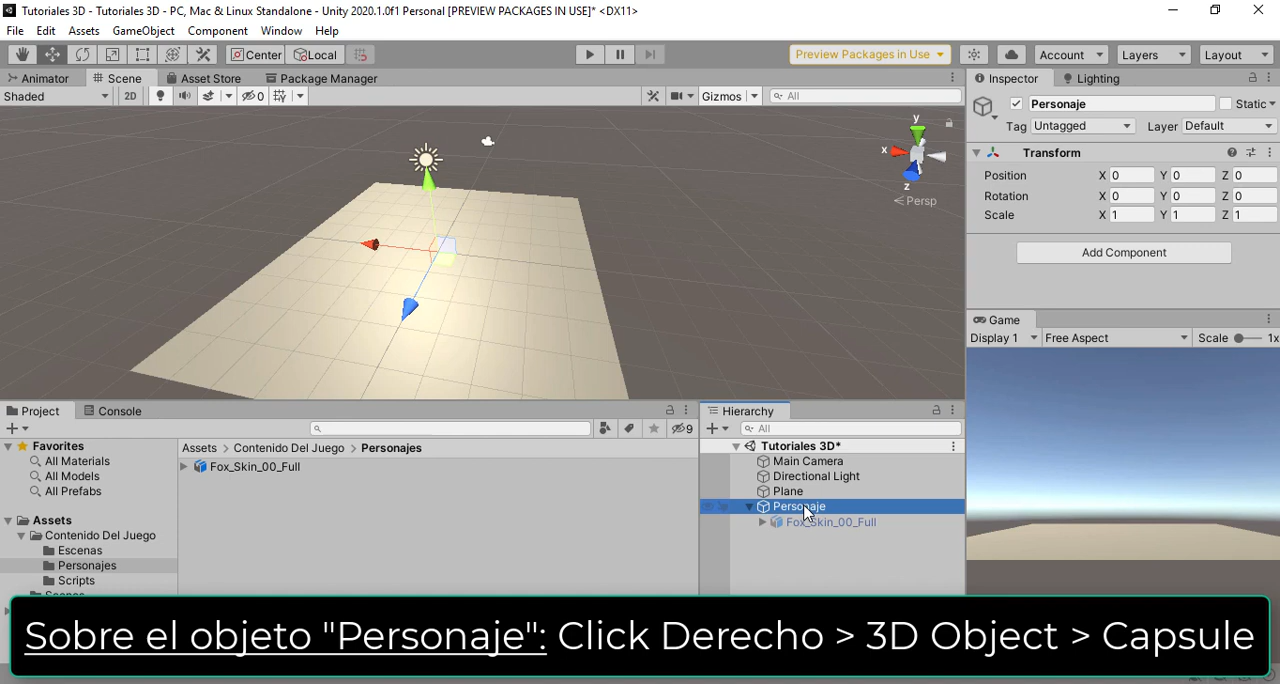 Tutoriales 3D - Tutoriales 3D - PC, Mac & Linux Standalone - Unity 2020.1.0f1 Personal [PREVIEW PACKAGES IN USE]* <DX11>
File Edit Assets GameObject Component Window Help
Center Local Preview Packages in Use Account Layers Layout
Animator Scene Asset Store Package Manager
Shaded 2D 0 Gizmos All
y
x
z
Persp
Inspector Lighting
Personaje Static
Tag Untagged Layer Default
Transform
Position X 0 Y 0 Z 0
Rotation X 0 Y 0 Z 0
Scale X 1 Y 1 Z 1
Add Component
Game
Display 1 Free Aspect Scale 1x
Project Console
9
Favorites
All Materials
All Models
All Prefabs
Assets
Contenido Del Juego
Escenas
Personajes
Scripts
Assets > Contenido Del Juego > Personajes
Fox_Skin_00_Full
Hierarchy
All
Tutoriales 3D*
Main Camera
Directional Light
Plane
Personaje
Fox_Skin_00_Full
Sobre el objeto "Personaje": Click Derecho > 3D Object > Capsule